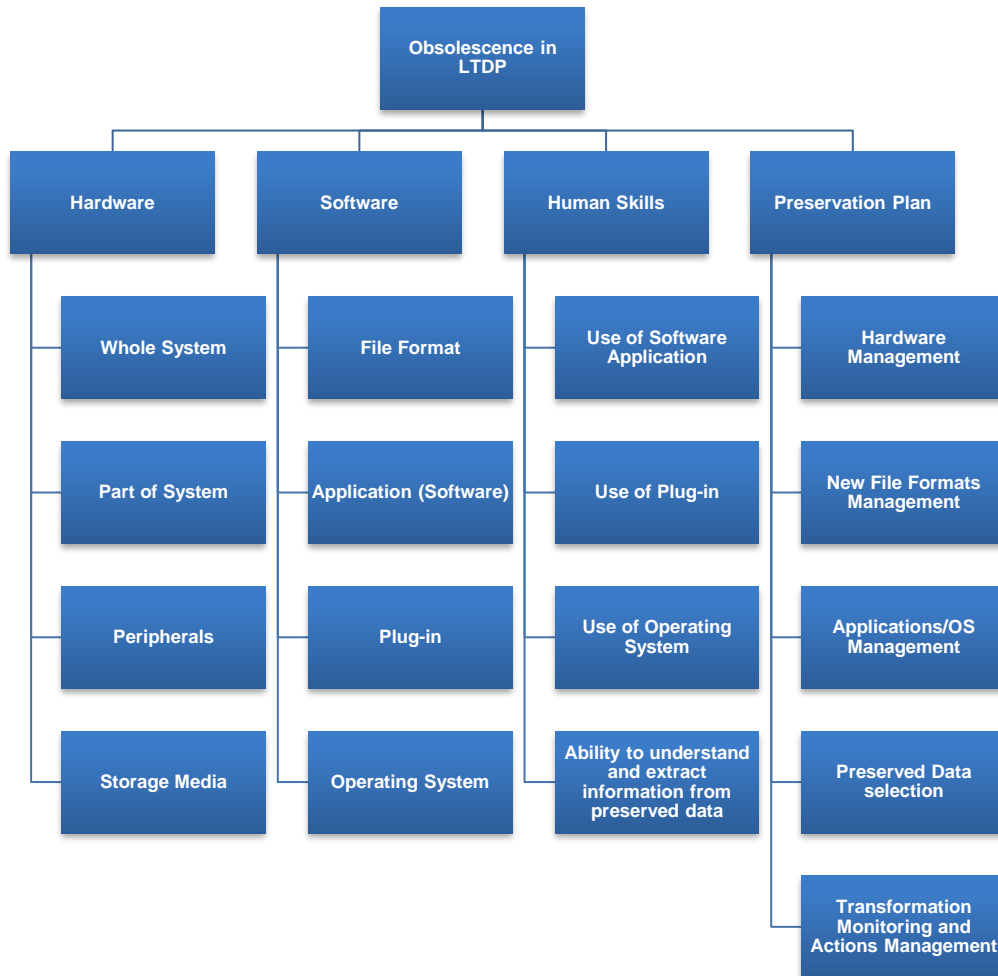 Obsolescence in
LTDP
Hardware
Software
Human Skills
Preservation Plan
Whole System
File Format
Use of Software
Application
Hardware
Management
Part of System
Application (Software)
Use of Plug-in
New File Formats
Management
Peripherals
Plug-in
Use of Operating
System
Applications/OS
Management
Storage Media
Operating System
Ability to understand
and extract
information from
preserved data
Preserved Data
selection
Transformation
Monitoring and
Actions Management